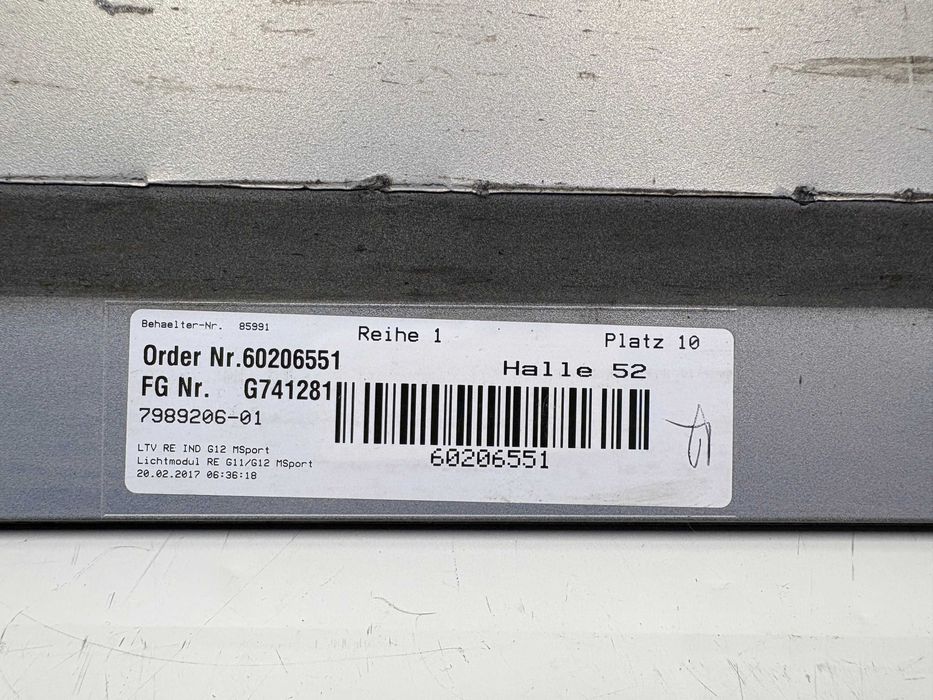 Behaelter-Nr. 85991
Reihe 1
Platz 10
Order Nr.60206551
Halle 52
FG Nr. G741281
7989206-01
60206551
LTV RE IND G12 MSport
Lichtmodul RE G11/G12 MSport
20.02.2017 06:36:18